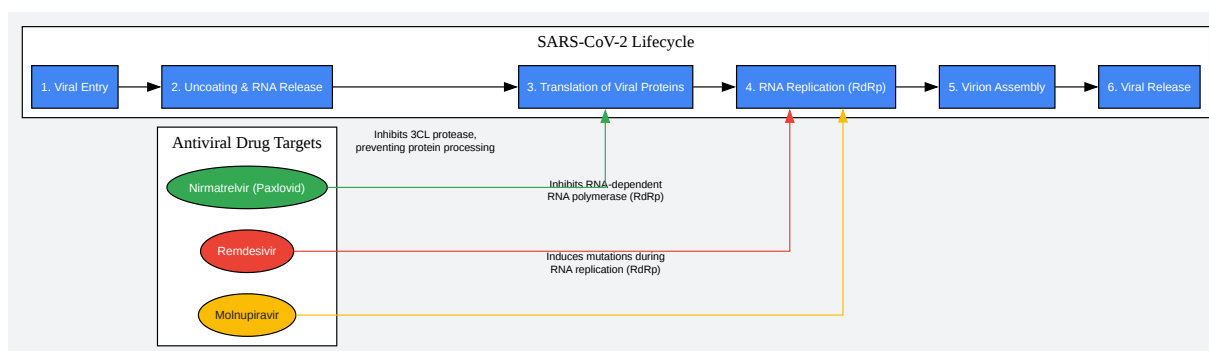 SARS-CoV-2 Lifecycle
1. Viral Entry
2. Uncoating & RNA Release
3. Translation of Viral Proteins
4. RNA Replication (RdRp)
5. Virion Assembly
6. Viral Release
Antiviral Drug Targets
Inhibits 3CL protease,
preventing protein processing
Nirmatrelvir (Paxlovid)
Inhibits RNA-dependent
RNA polymerase (RdRp)
Remdesivir
Induces mutations during
RNA replication (RdRp)
Molnupiravir